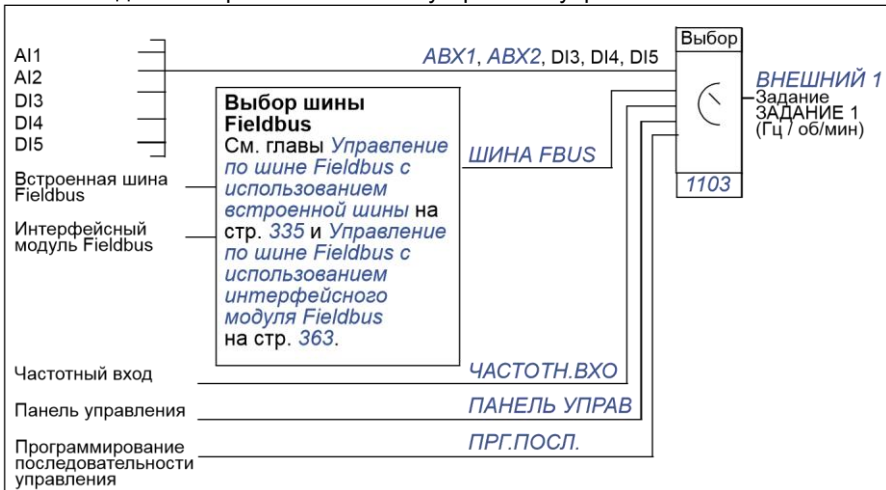 AI1
AI2
DI3
DI4
DI5
Встроенная шина
Fieldbus
Интерфейсный
модуль Fieldbus
Выбор шины
Fieldbus
См. главы Управление
по шине Fieldbus с
использованием
встроенной шины на
стр. 335 и Управление
по шине Fieldbus с
использованием
интерфейсного
модуля Fieldbus
на стр. 363.
АВХ1, АВХ2, DI3, DI4, DI5
ШИНА FBUS
Выбор
1103
ВНЕШНИЙ 1
Задание
ЗАДАНИЕ 1
(Гц / об/мин)
Частотный вход
ЧАСТОТН.ВХО
Панель управления
ПАНЕЛЬ УПРАВ
Программирование
последовательности
управления
ПРГ.ПОСЛ.